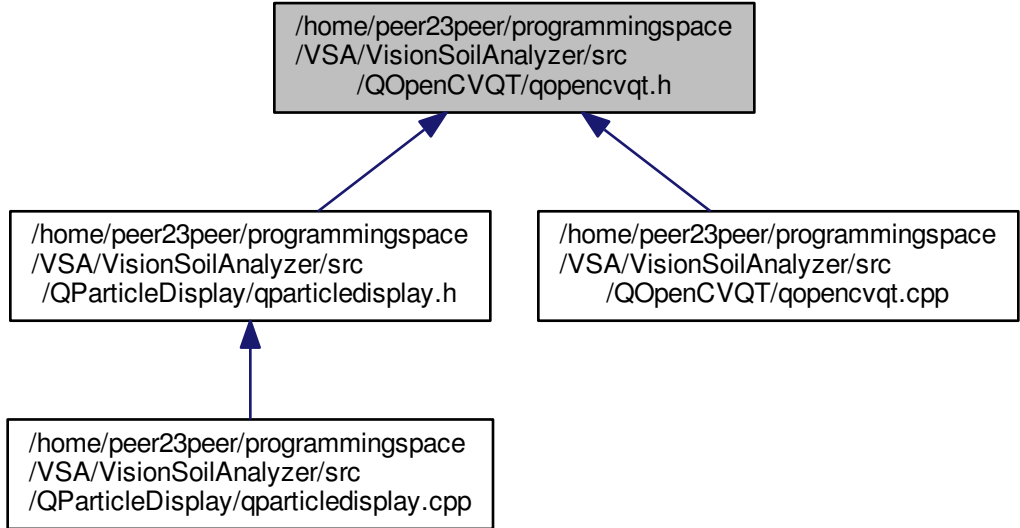 /home/peer23peer/programmingspace
/VSA/VisionSoilAnalyzer/src
/QOpenCVQT/qopencvqt.h
/home/peer23peer/programmingspace
/VSA/VisionSoilAnalyzer/src
/QParticleDisplay/qparticledisplay.h
/home/peer23peer/programmingspace
/VSA/VisionSoilAnalyzer/src
/QOpenCVQT/qopencvqt.cpp
/home/peer23peer/programmingspace
/VSA/VisionSoilAnalyzer/src
/QParticleDisplay/qparticledisplay.cpp